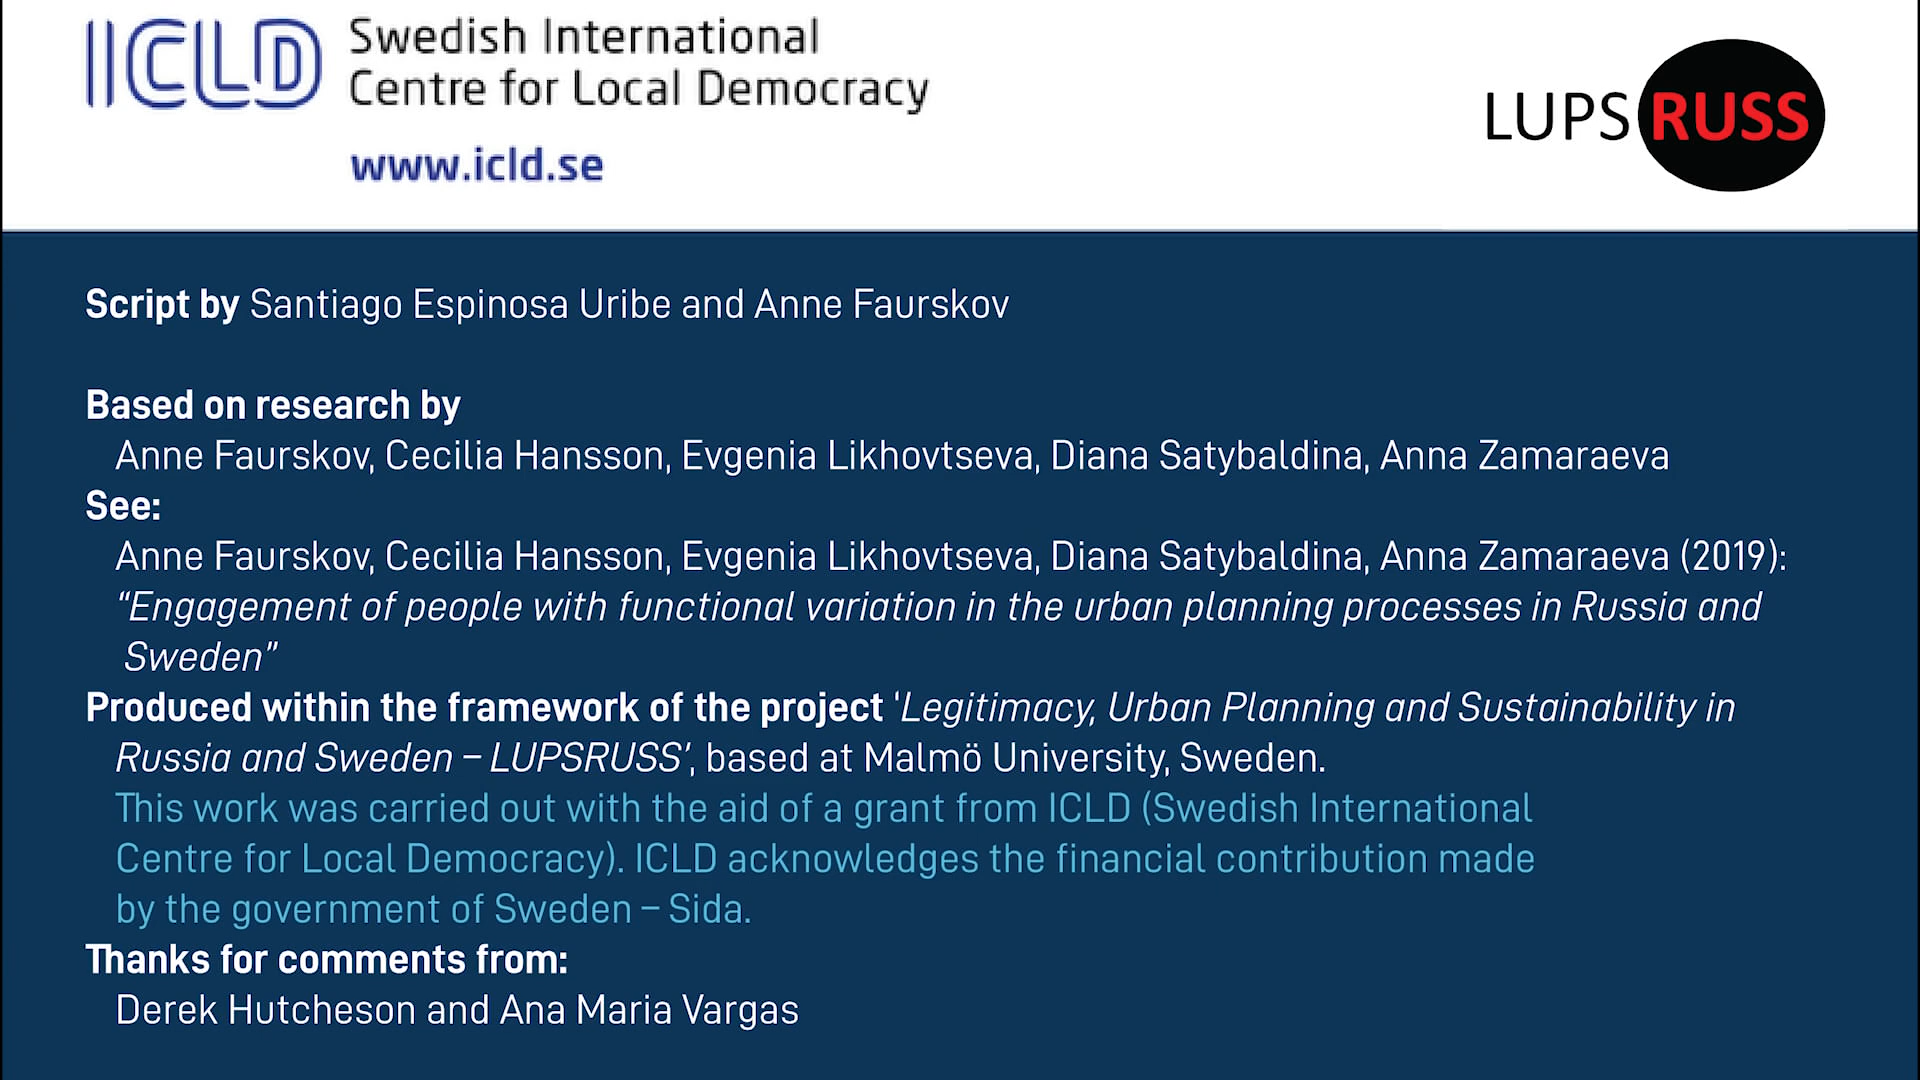 ICLD
Swedish International
Centre for Local Democracy
www.icld.se
LUPSRUSS
Script by Santiago Espinosa Uribe and Anne Faurskov
Based on research by
Anne Faurskov, Cecilia Hansson, Evgenia Likhovtseva, Diana Satybaldina, Anna Zamaraeva
See:
Anne Faurskov, Cecilia Hansson, Evgenia Likhovtseva, Diana Satybaldina, Anna Zamaraeva (2019):
“Engagement of people with functional variation in the urban planning processes in Russia and
Sweden”
Produced within the framework of the project ‘Legitimacy, Urban Planning and Sustainability in
Russia and Sweden – LUPSRUSS’, based at Malmö University, Sweden.
This work was carried out with the aid of a grant from ICLD (Swedish International
Centre for Local Democracy). ICLD acknowledges the financial contribution made
by the government of Sweden – Sida.
Thanks for comments from:
Derek Hutcheson and Ana Maria Vargas